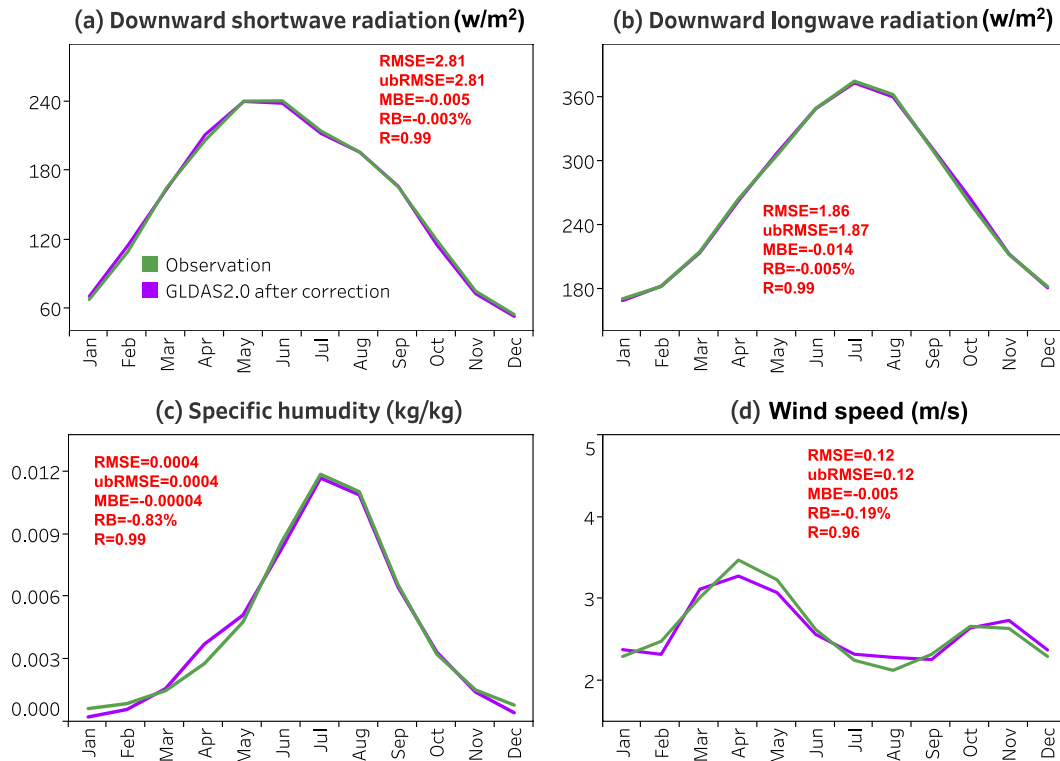 (a) Downward shortwave radiation (w/m²)
RMSE=2.81
ubRMSE=2.81
MBE=-0.005
RB=-0.003%
R=0.99
240
180
120
60
Observation
GLDAS2.0 after correction
Jan Feb Mar Apr May Jun Jul Aug Sep Oct Nov Dec
(b) Downward longwave radiation (w/m²)
360
300
240
180
RMSE=1.86
ubRMSE=1.87
MBE=-0.014
RB=-0.005%
R=0.99
Jan Feb Mar Apr May Jun Jul Aug Sep Oct Nov Dec
(c) Specific humudity (kg/kg)
RMSE=0.0004
ubRMSE=0.0004
MBE=-0.00004
RB=-0.83%
R=0.99
0.012
0.009
0.006
0.003
0.000
Jan Feb Mar Apr May Jun Jul Aug Sep Oct Nov Dec
(d) Wind speed (m/s)
RMSE=0.12
ubRMSE=0.12
MBE=-0.005
RB=-0.19%
R=0.96
5
4
3
2
Jan Feb Mar Apr May Jun Jul Aug Sep Oct Nov Dec